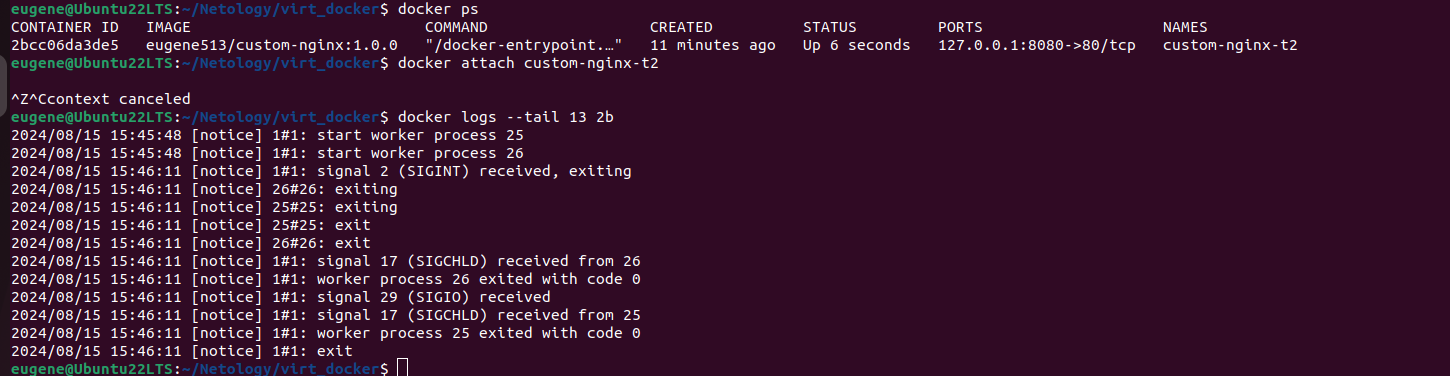 eugene@Ubuntu22LTS:~/Netology/virt_docker$ docker ps
CONTAINER ID   IMAGE                          COMMAND                  CREATED          STATUS         PORTS                    NAMES
2bcc06da3de5   eugene513/custom-nginx:1.0.0   "/docker-entrypoint.…"   11 minutes ago   Up 6 seconds   127.0.0.1:8080->80/tcp   custom-nginx-t2
eugene@Ubuntu22LTS:~/Netology/virt_docker$ docker attach custom-nginx-t2
^Z^Ccontext canceled
eugene@Ubuntu22LTS:~/Netology/virt_docker$ docker logs --tail 13 2b
2024/08/15 15:45:48 [notice] 1#1: start worker process 25
2024/08/15 15:45:48 [notice] 1#1: start worker process 26
2024/08/15 15:46:11 [notice] 1#1: signal 2 (SIGINT) received, exiting
2024/08/15 15:46:11 [notice] 26#26: exiting
2024/08/15 15:46:11 [notice] 25#25: exiting
2024/08/15 15:46:11 [notice] 25#25: exit
2024/08/15 15:46:11 [notice] 26#26: exit
2024/08/15 15:46:11 [notice] 1#1: signal 17 (SIGCHLD) received from 26
2024/08/15 15:46:11 [notice] 1#1: worker process 26 exited with code 0
2024/08/15 15:46:11 [notice] 1#1: signal 29 (SIGIO) received
2024/08/15 15:46:11 [notice] 1#1: signal 17 (SIGCHLD) received from 25
2024/08/15 15:46:11 [notice] 1#1: worker process 25 exited with code 0
2024/08/15 15:46:11 [notice] 1#1: exit
eugene@Ubuntu22LTS:~/Netology/virt_docker$